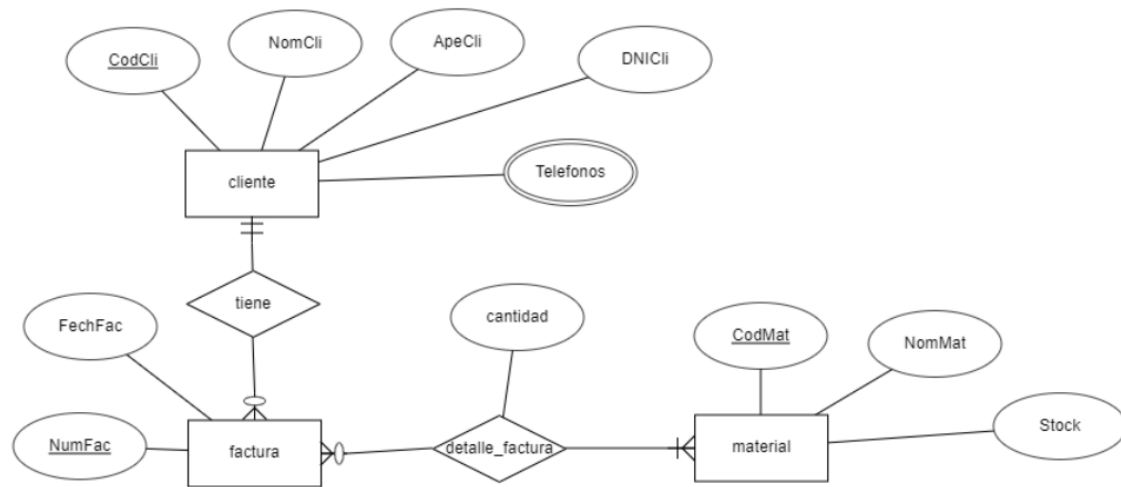 CodCli
NomCli
ApeCli
DNICli
cliente
Telefonos
tiene
FechFac
cantidad
CodMat
NomMat
NumFac
factura
detalle_factura
material
Stock